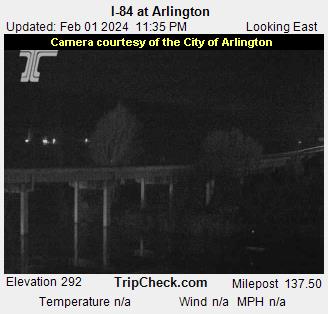 I-84 at Arlington
Updated: Feb 01 2024 11:35 PM Looking East
Camera courtesy of the City of Arlington
Elevation 292 TripCheck.com Milepost 137.50
Temperature n/a Wind n/a MPH n/a